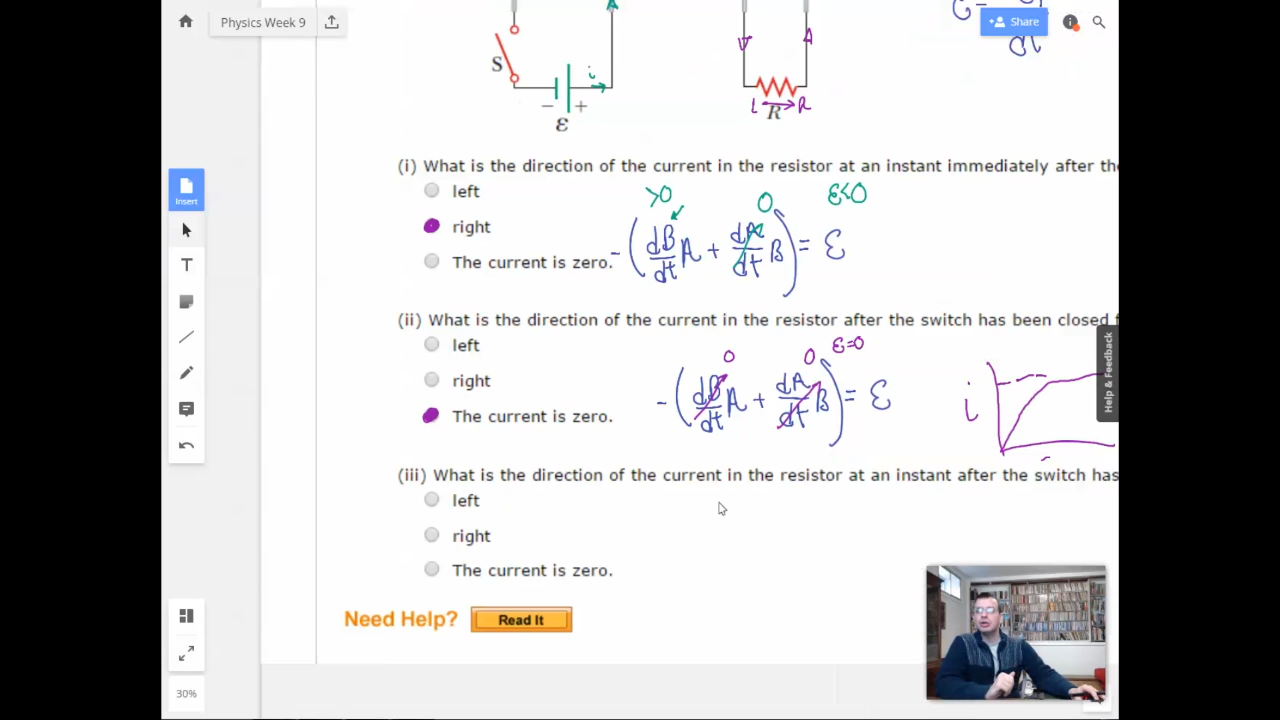 Physics Week 9
Share
ε =
dt
S
i
− +
ε
L → R
R
(i) What is the direction of the current in the resistor at an instant immediately after the
left
>0
0
ε<0
right
The current is zero.
-(dB/dt A + dA/dt B) = ε
(ii) What is the direction of the current in the resistor after the switch has been closed f
left
0
0
ε=0
right
The current is zero.
-(dB/dt A + dA/dt B) = ε
i
(iii) What is the direction of the current in the resistor at an instant after the switch has
left
right
The current is zero.
Need Help?
Read It
Insert
T
30%
Help & Feedback